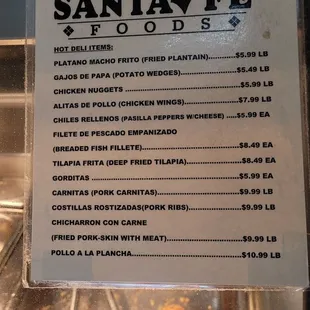 SANTA FE
FOODS
HOT DELI ITEMS:
PLATANO MACHO FRITO (FRIED PLANTAIN)...............$5.99 LB
GAJOS DE PAPA (POTATO WEDGES)......................$5.49 LB
CHICKEN NUGGETS ..........................................$5.99 LB
ALITAS DE POLLO (CHICKEN WINGS)...................$7.99 LB
CHILES RELLENOS (PASILLA PEPPERS W/CHEESE) .....$5.99 EA
FILETE DE PESCADO EMPANIZADO
(BREADED FISH FILLETE).................................$8.49 EA
TILAPIA FRITA (DEEP FRIED TILAPIA)...................$8.49 EA
GORDITAS ..................................................$5.99 EA
CARNITAS (PORK CARNITAS)............................$9.99 LB
COSTILLAS ROSTIZADAS(PORK RIBS)..................$9.99 LB
CHICHARRON CON CARNE
(FRIED PORK-SKIN WITH MEAT).........................$9.99 LB
POLLO A LA PLANCHA....................................$10.99 LB